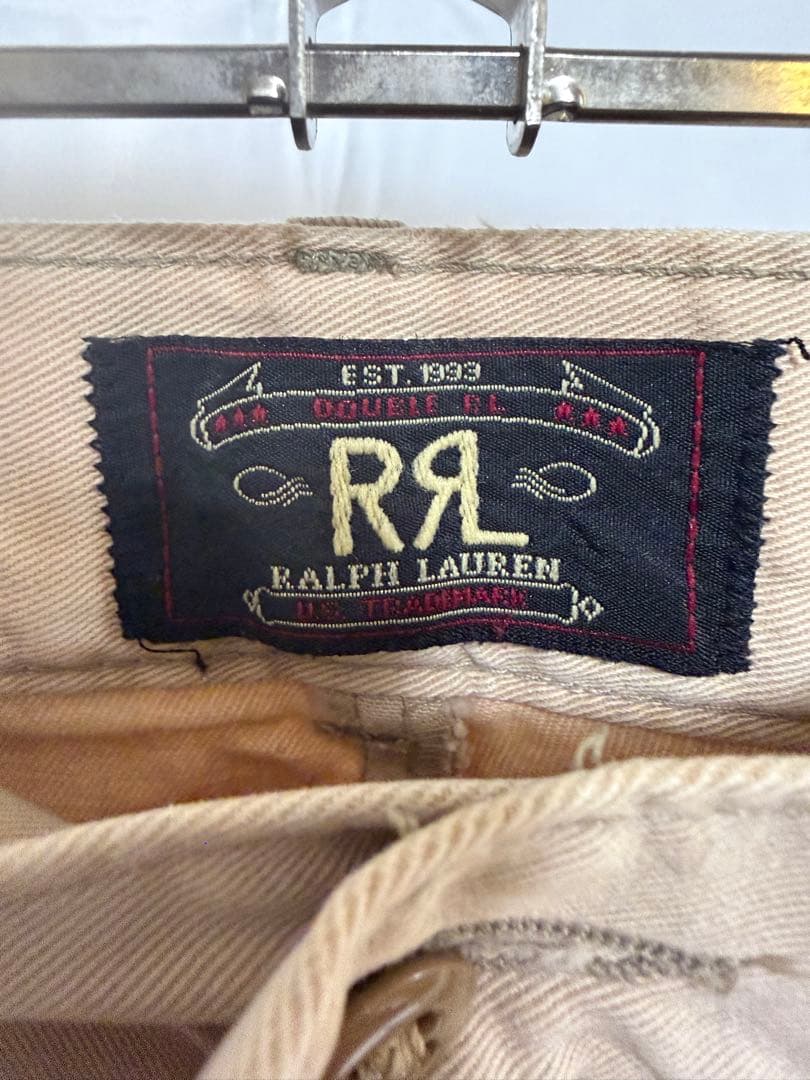 EST. 1993
DOUBLE RL
RRL
RALPH LAUREN
U.S. TRADEMARK